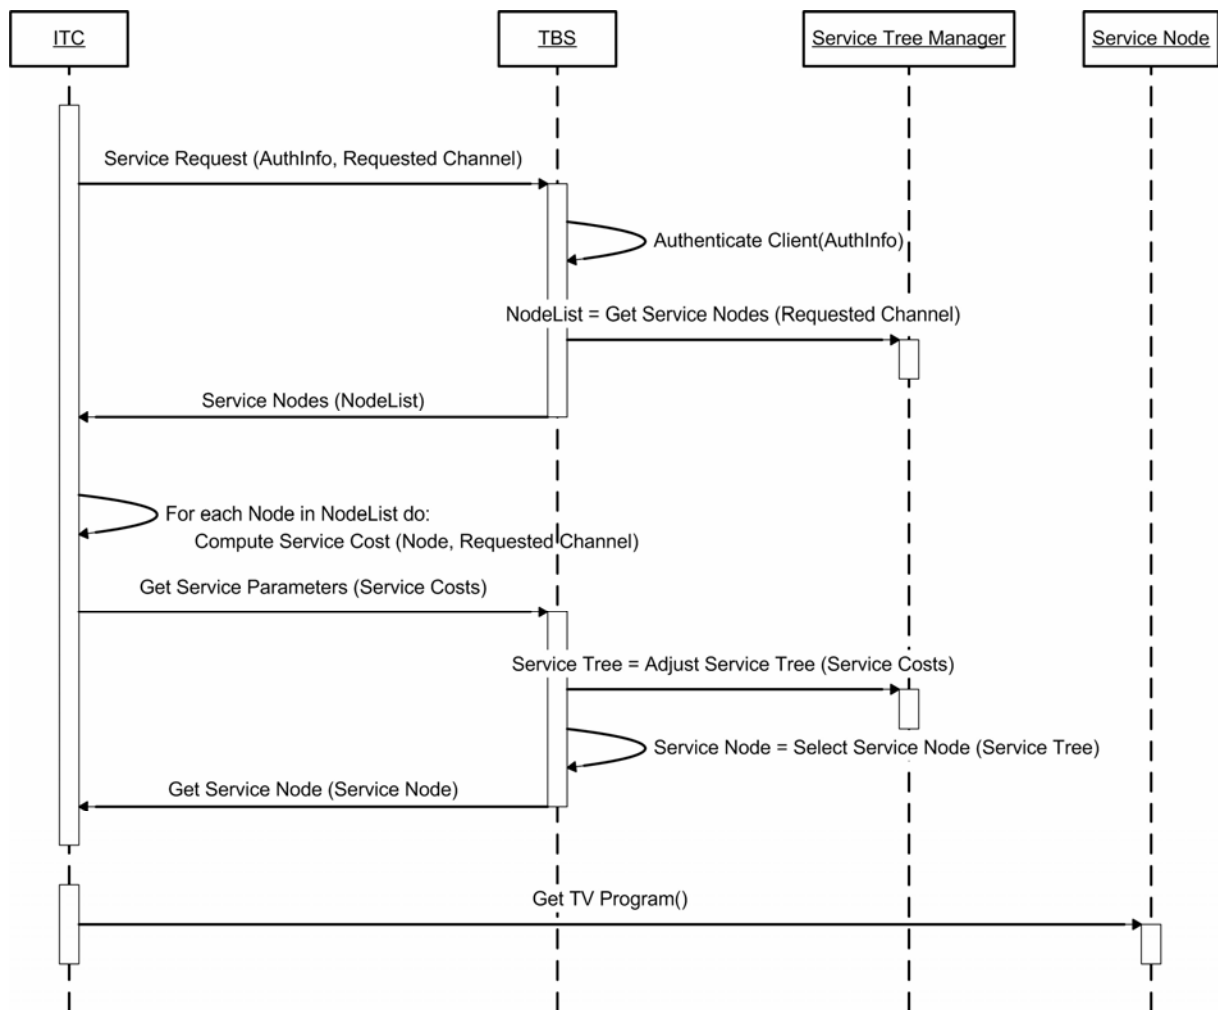 ITC
TBS
Service Tree Manager
Service Node
Service Request (AuthInfo, Requested Channel)
Authenticate Client(AuthInfo)
NodeList = Get Service Nodes (Requested Channel)
Service Nodes (NodeList)
For each Node in NodeList do:
Compute Service Cost (Node, Requested Channel)
Get Service Parameters (Service Costs)
Service Tree = Adjust Service Tree (Service Costs)
Service Node = Select Service Node (Service Tree)
Get Service Node (Service Node)
Get TV Program()